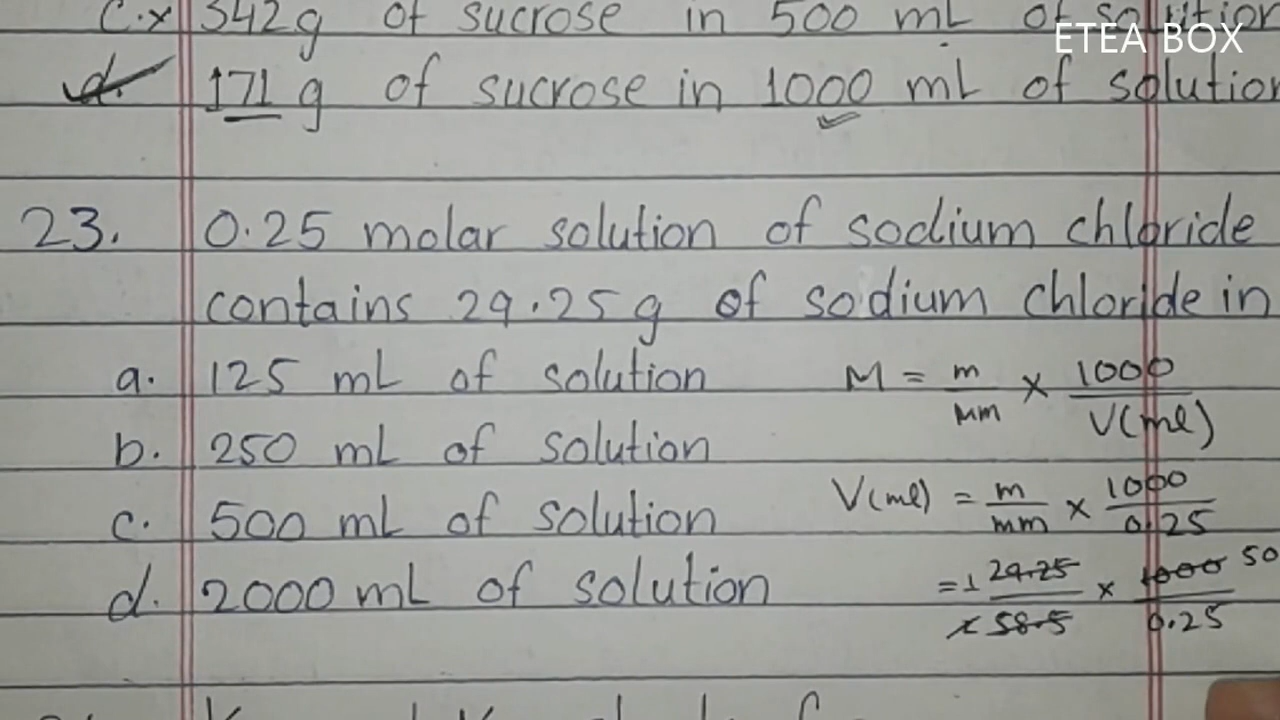 c.x 342g of sucrose in 500 mL of solution
ETEA BOX
d. 171 g of sucrose in 1000 mL of solution
23. 0.25 molar solution of sodium chloride
contains 29.25g of sodium chloride in
a. 125 mL of solution
M = m/Mm × 1000/V(ml)
b. 250 mL of solution
c. 500 mL of solution
V(ml) = m/mm × 1000/0.25
d. 2000 mL of solution
= 1 29.25/2 58.5 × 1000 50/0.25